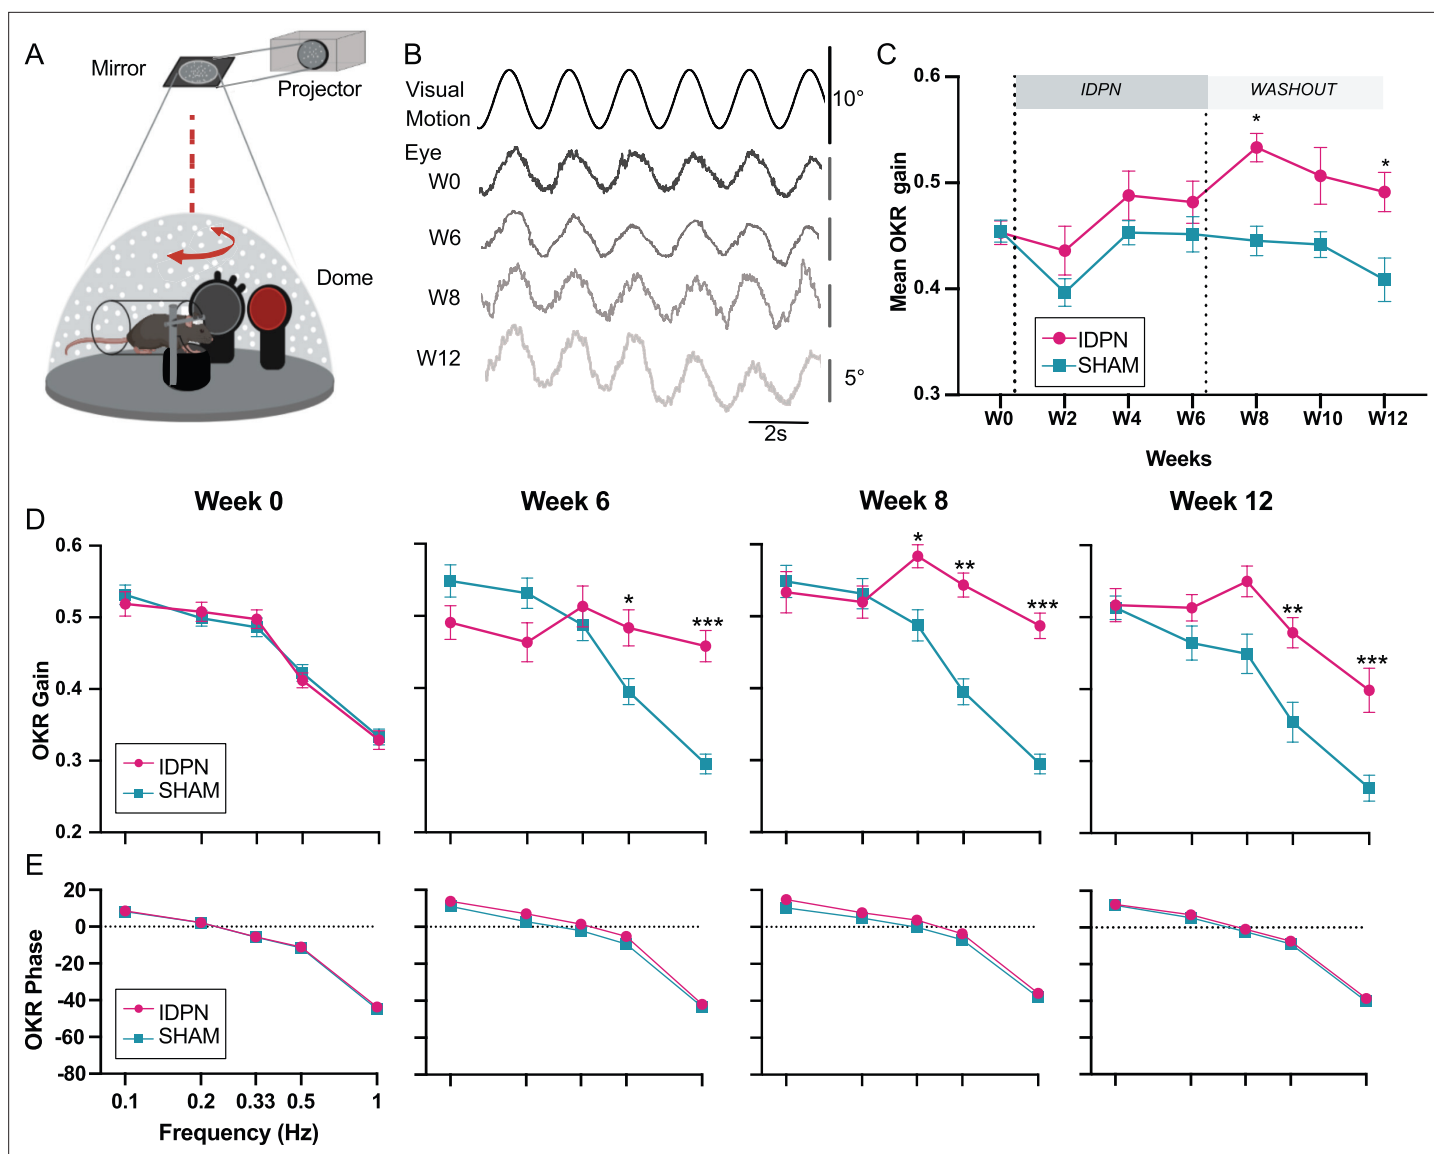 A
Mirror
Projector
Dome
B
Visual
Motion
10°
Eye
W0
W6
W8
W12
5°
2s
C
0.6
IDPN
WASHOUT
*
*
0.5
Mean OKR gain
0.4
IDPN
SHAM
0.3
W0 W2 W4 W6 W8 W10 W12
Weeks
Week 0
Week 6
Week 8
Week 12
D
0.6
0.5
0.4
0.3
0.2
OKR Gain
IDPN
SHAM
*
***
*
**
***
**
***
E
20
0
-20
-40
-60
-80
OKR Phase
IDPN
SHAM
0.1 0.2 0.33 0.5 1
Frequency (Hz)